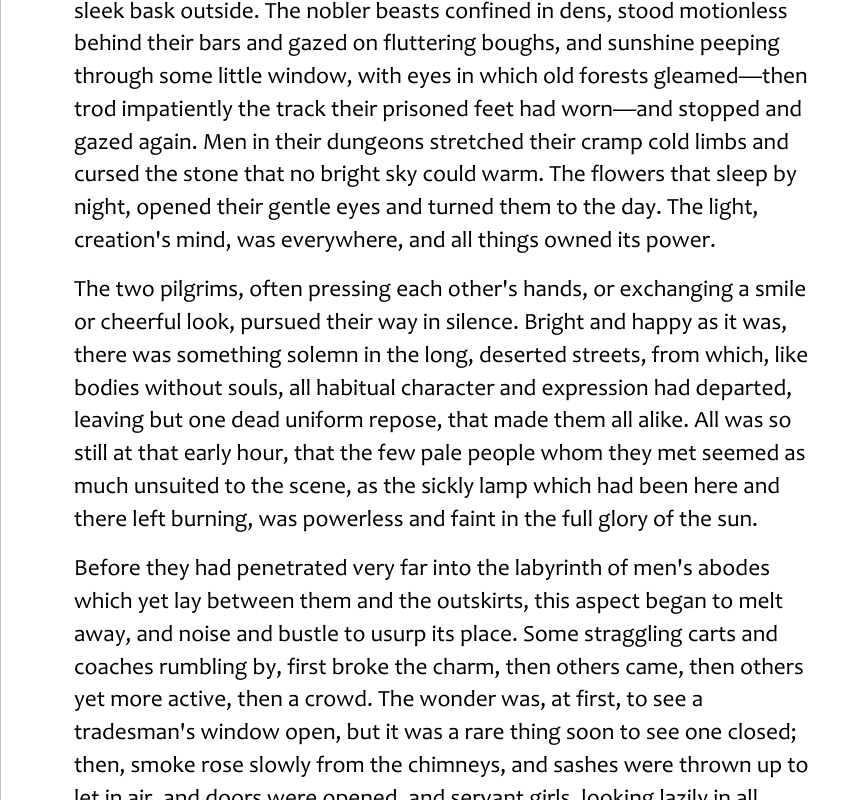 sleek bask outside. The nobler beasts confined in dens, stood motionless
behind their bars and gazed on fluttering boughs, and sunshine peeping
through some little window, with eyes in which old forests gleamed—then
trod impatiently the track their prisoned feet had worn—and stopped and
gazed again. Men in their dungeons stretched their cramp cold limbs and
cursed the stone that no bright sky could warm. The flowers that sleep by
night, opened their gentle eyes and turned them to the day. The light,
creation's mind, was everywhere, and all things owned its power.
The two pilgrims, often pressing each other's hands, or exchanging a smile
or cheerful look, pursued their way in silence. Bright and happy as it was,
there was something solemn in the long, deserted streets, from which, like
bodies without souls, all habitual character and expression had departed,
leaving but one dead uniform repose, that made them all alike. All was so
still at that early hour, that the few pale people whom they met seemed as
much unsuited to the scene, as the sickly lamp which had been here and
there left burning, was powerless and faint in the full glory of the sun.
Before they had penetrated very far into the labyrinth of men's abodes
which yet lay between them and the outskirts, this aspect began to melt
away, and noise and bustle to usurp its place. Some straggling carts and
coaches rumbling by, first broke the charm, then others came, then others
yet more active, then a crowd. The wonder was, at first, to see a
tradesman's window open, but it was a rare thing soon to see one closed;
then, smoke rose slowly from the chimneys, and sashes were thrown up to
let in air, and doors were opened, and servant girls, looking lazily in all